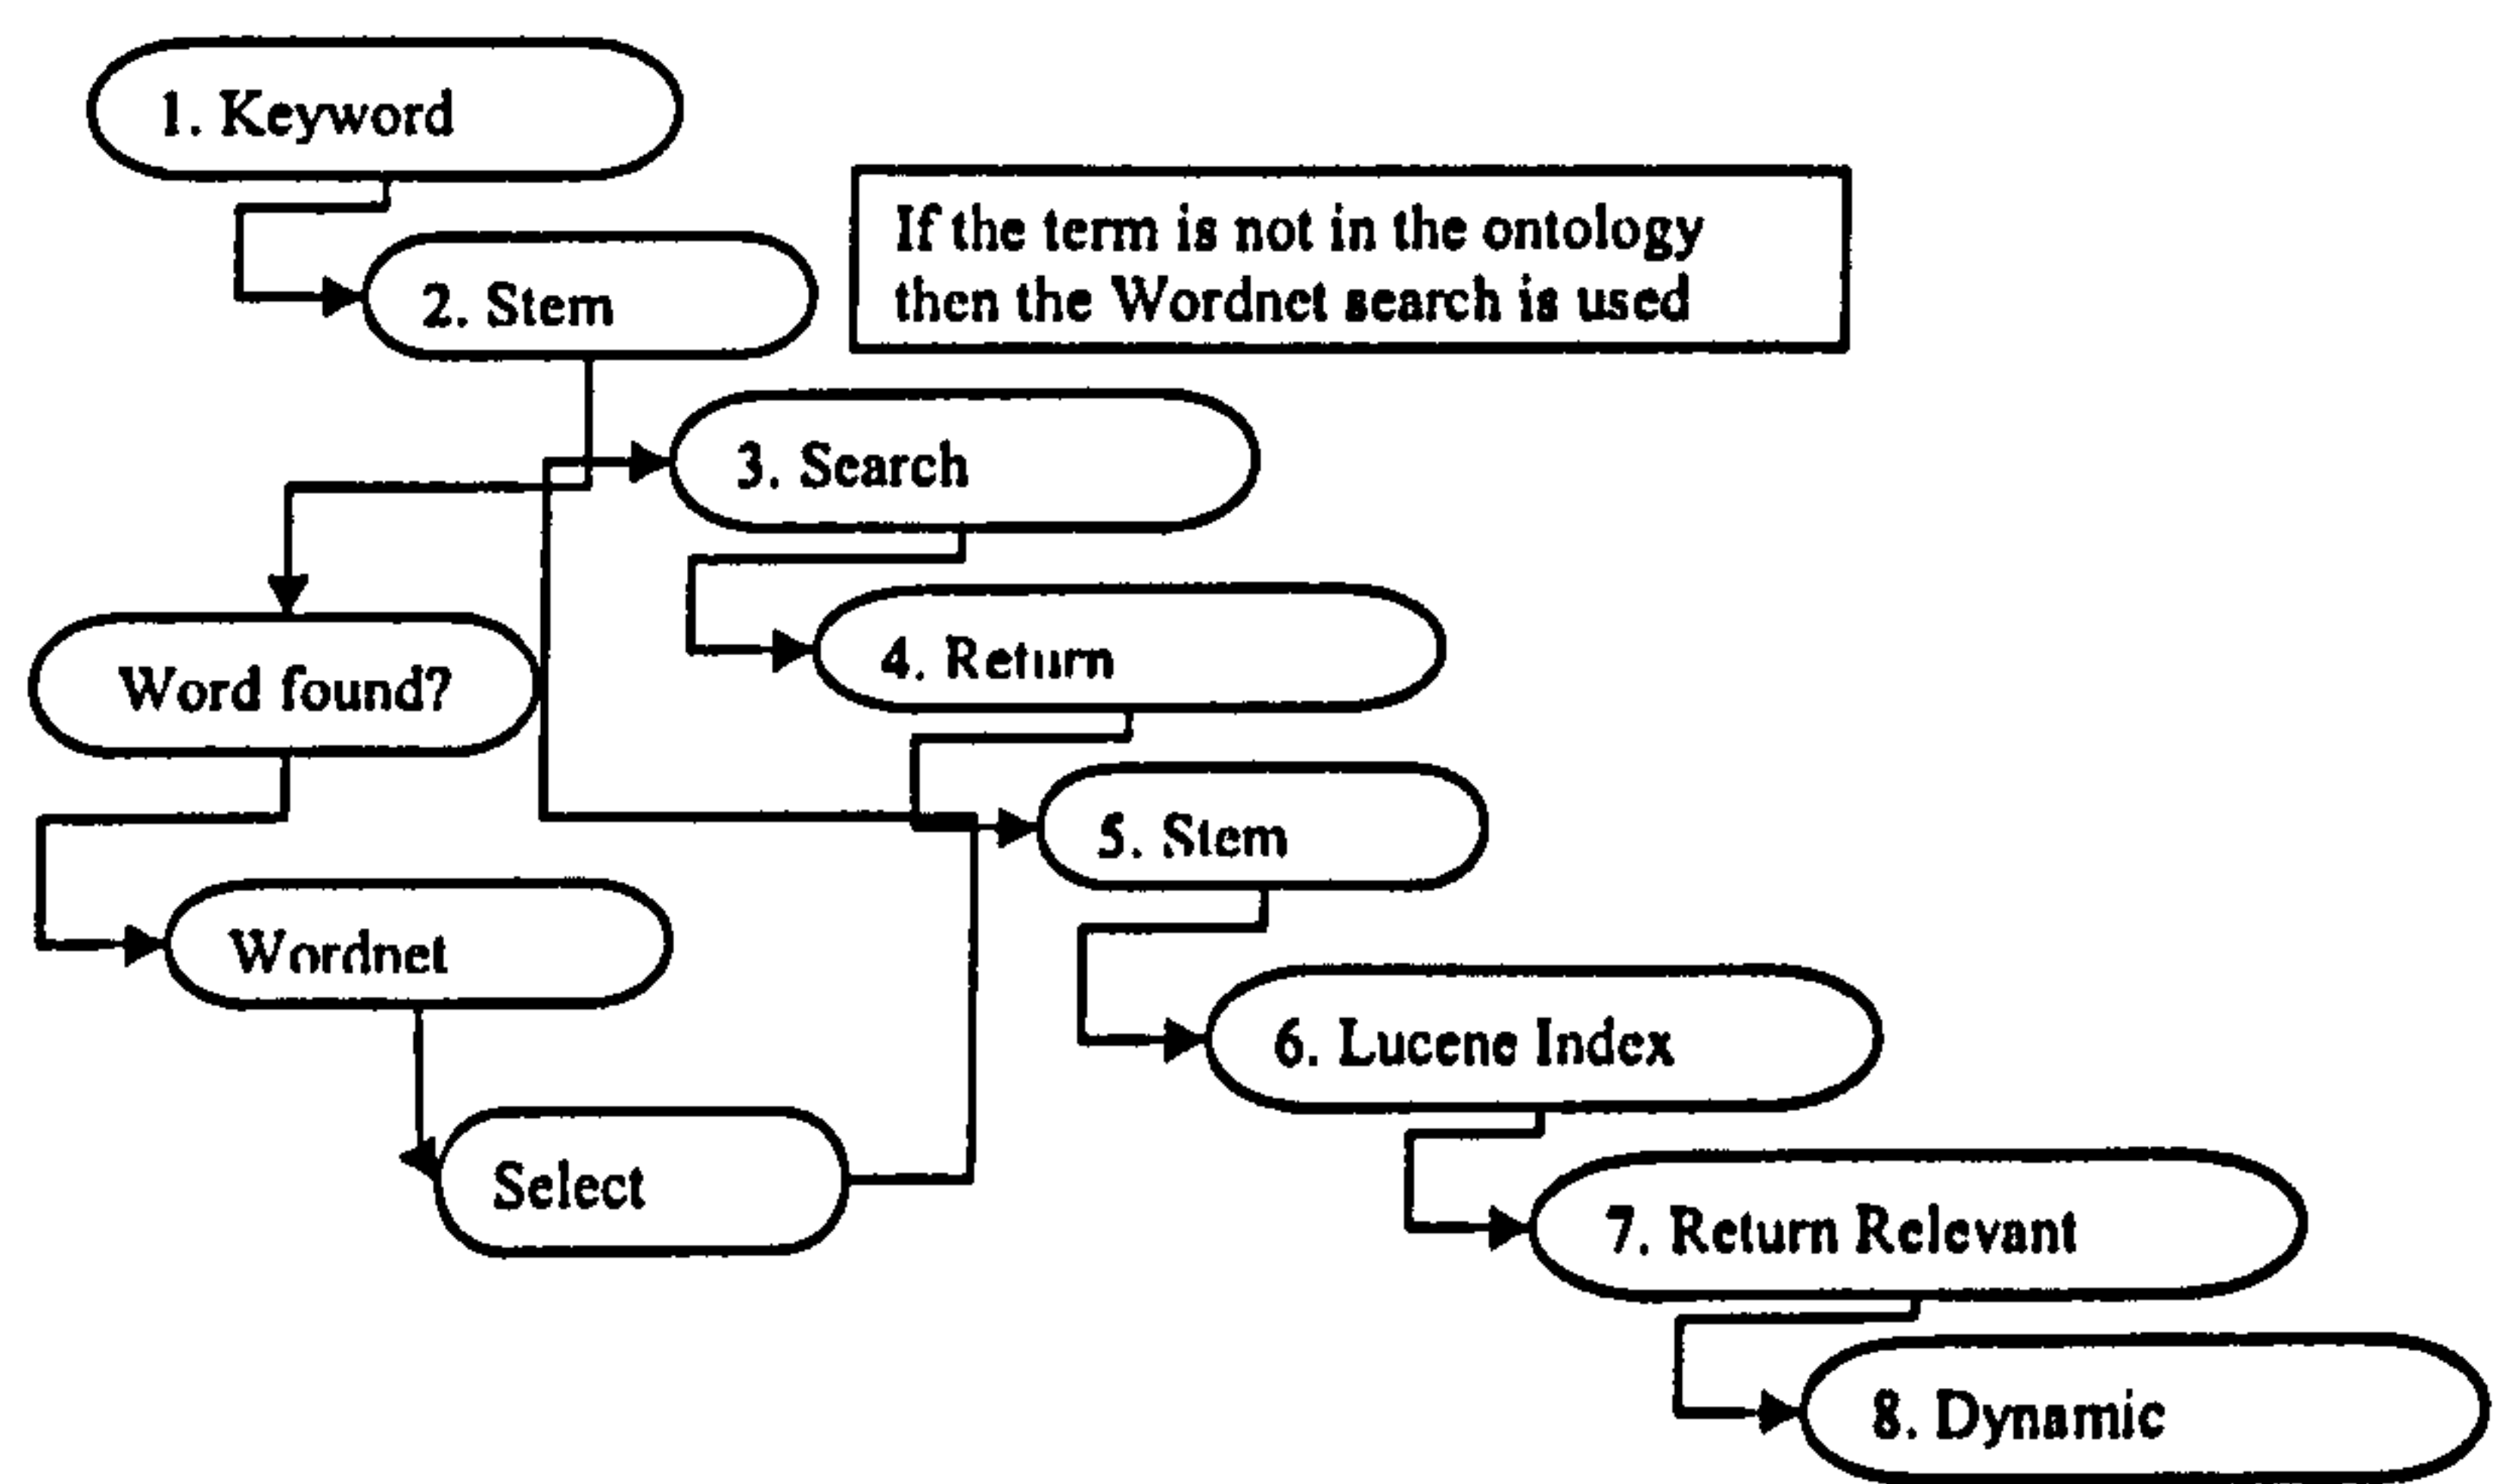 1. Keyword
2. Stem
If the term is not in the ontology
then the Wordnet search is used
3. Search
4. Return
Word found?
5. Stem
Wordnet
6. Lucene Index
Select
7. Return Relevant
8. Dynamic